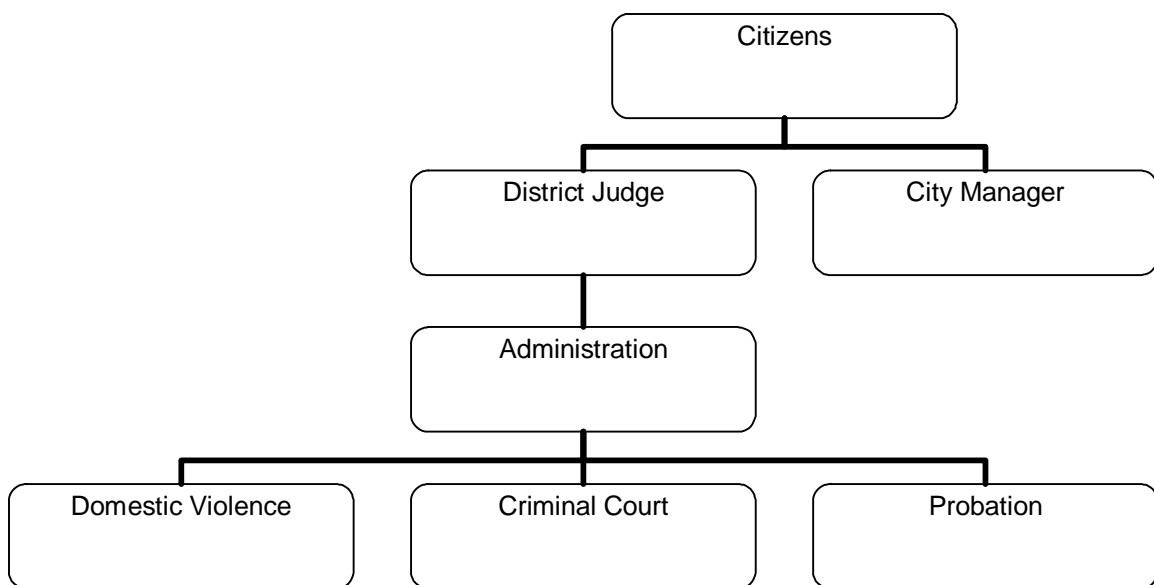 Citizens
District Judge
City Manager
Administration
Domestic Violence
Criminal Court
Probation